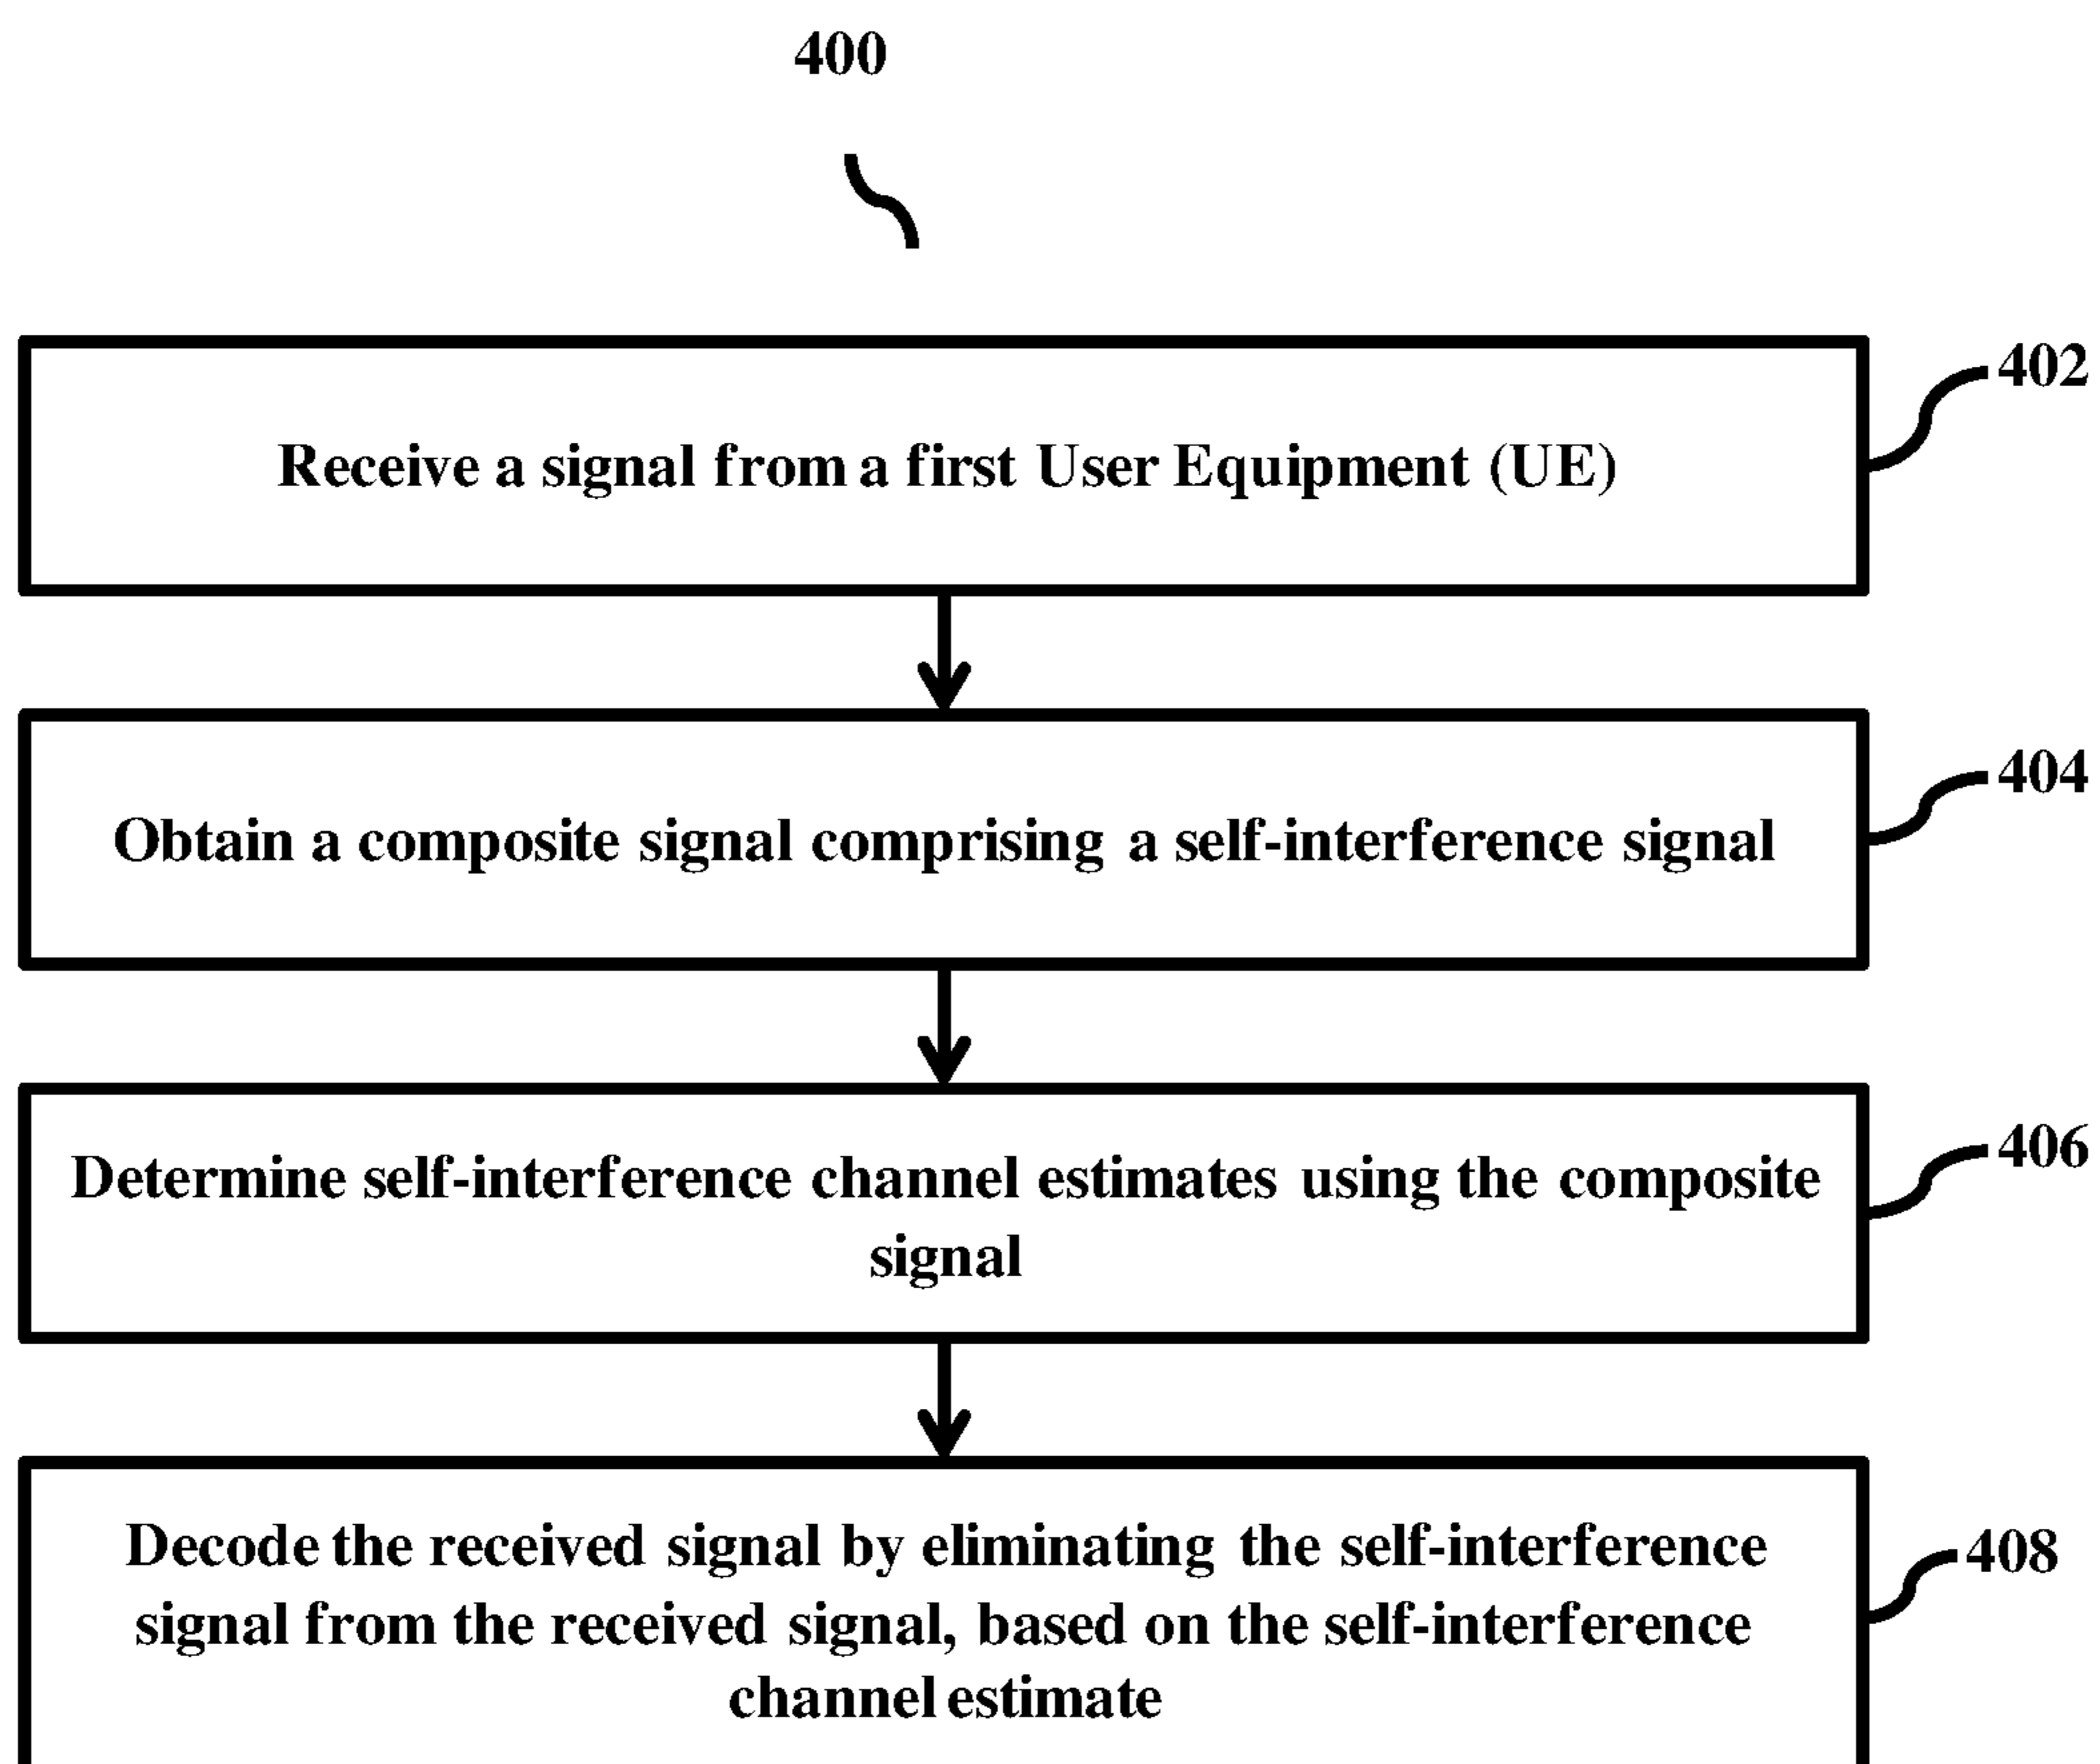 400
402
Receive a signal from a first User Equipment (UE)
404
Obtain a composite signal comprising a self-interference signal
406
Determine self-interference channel estimates using the composite
signal
408
Decode the received signal by eliminating the self-interference
signal from the received signal, based on the self-interference
channel estimate